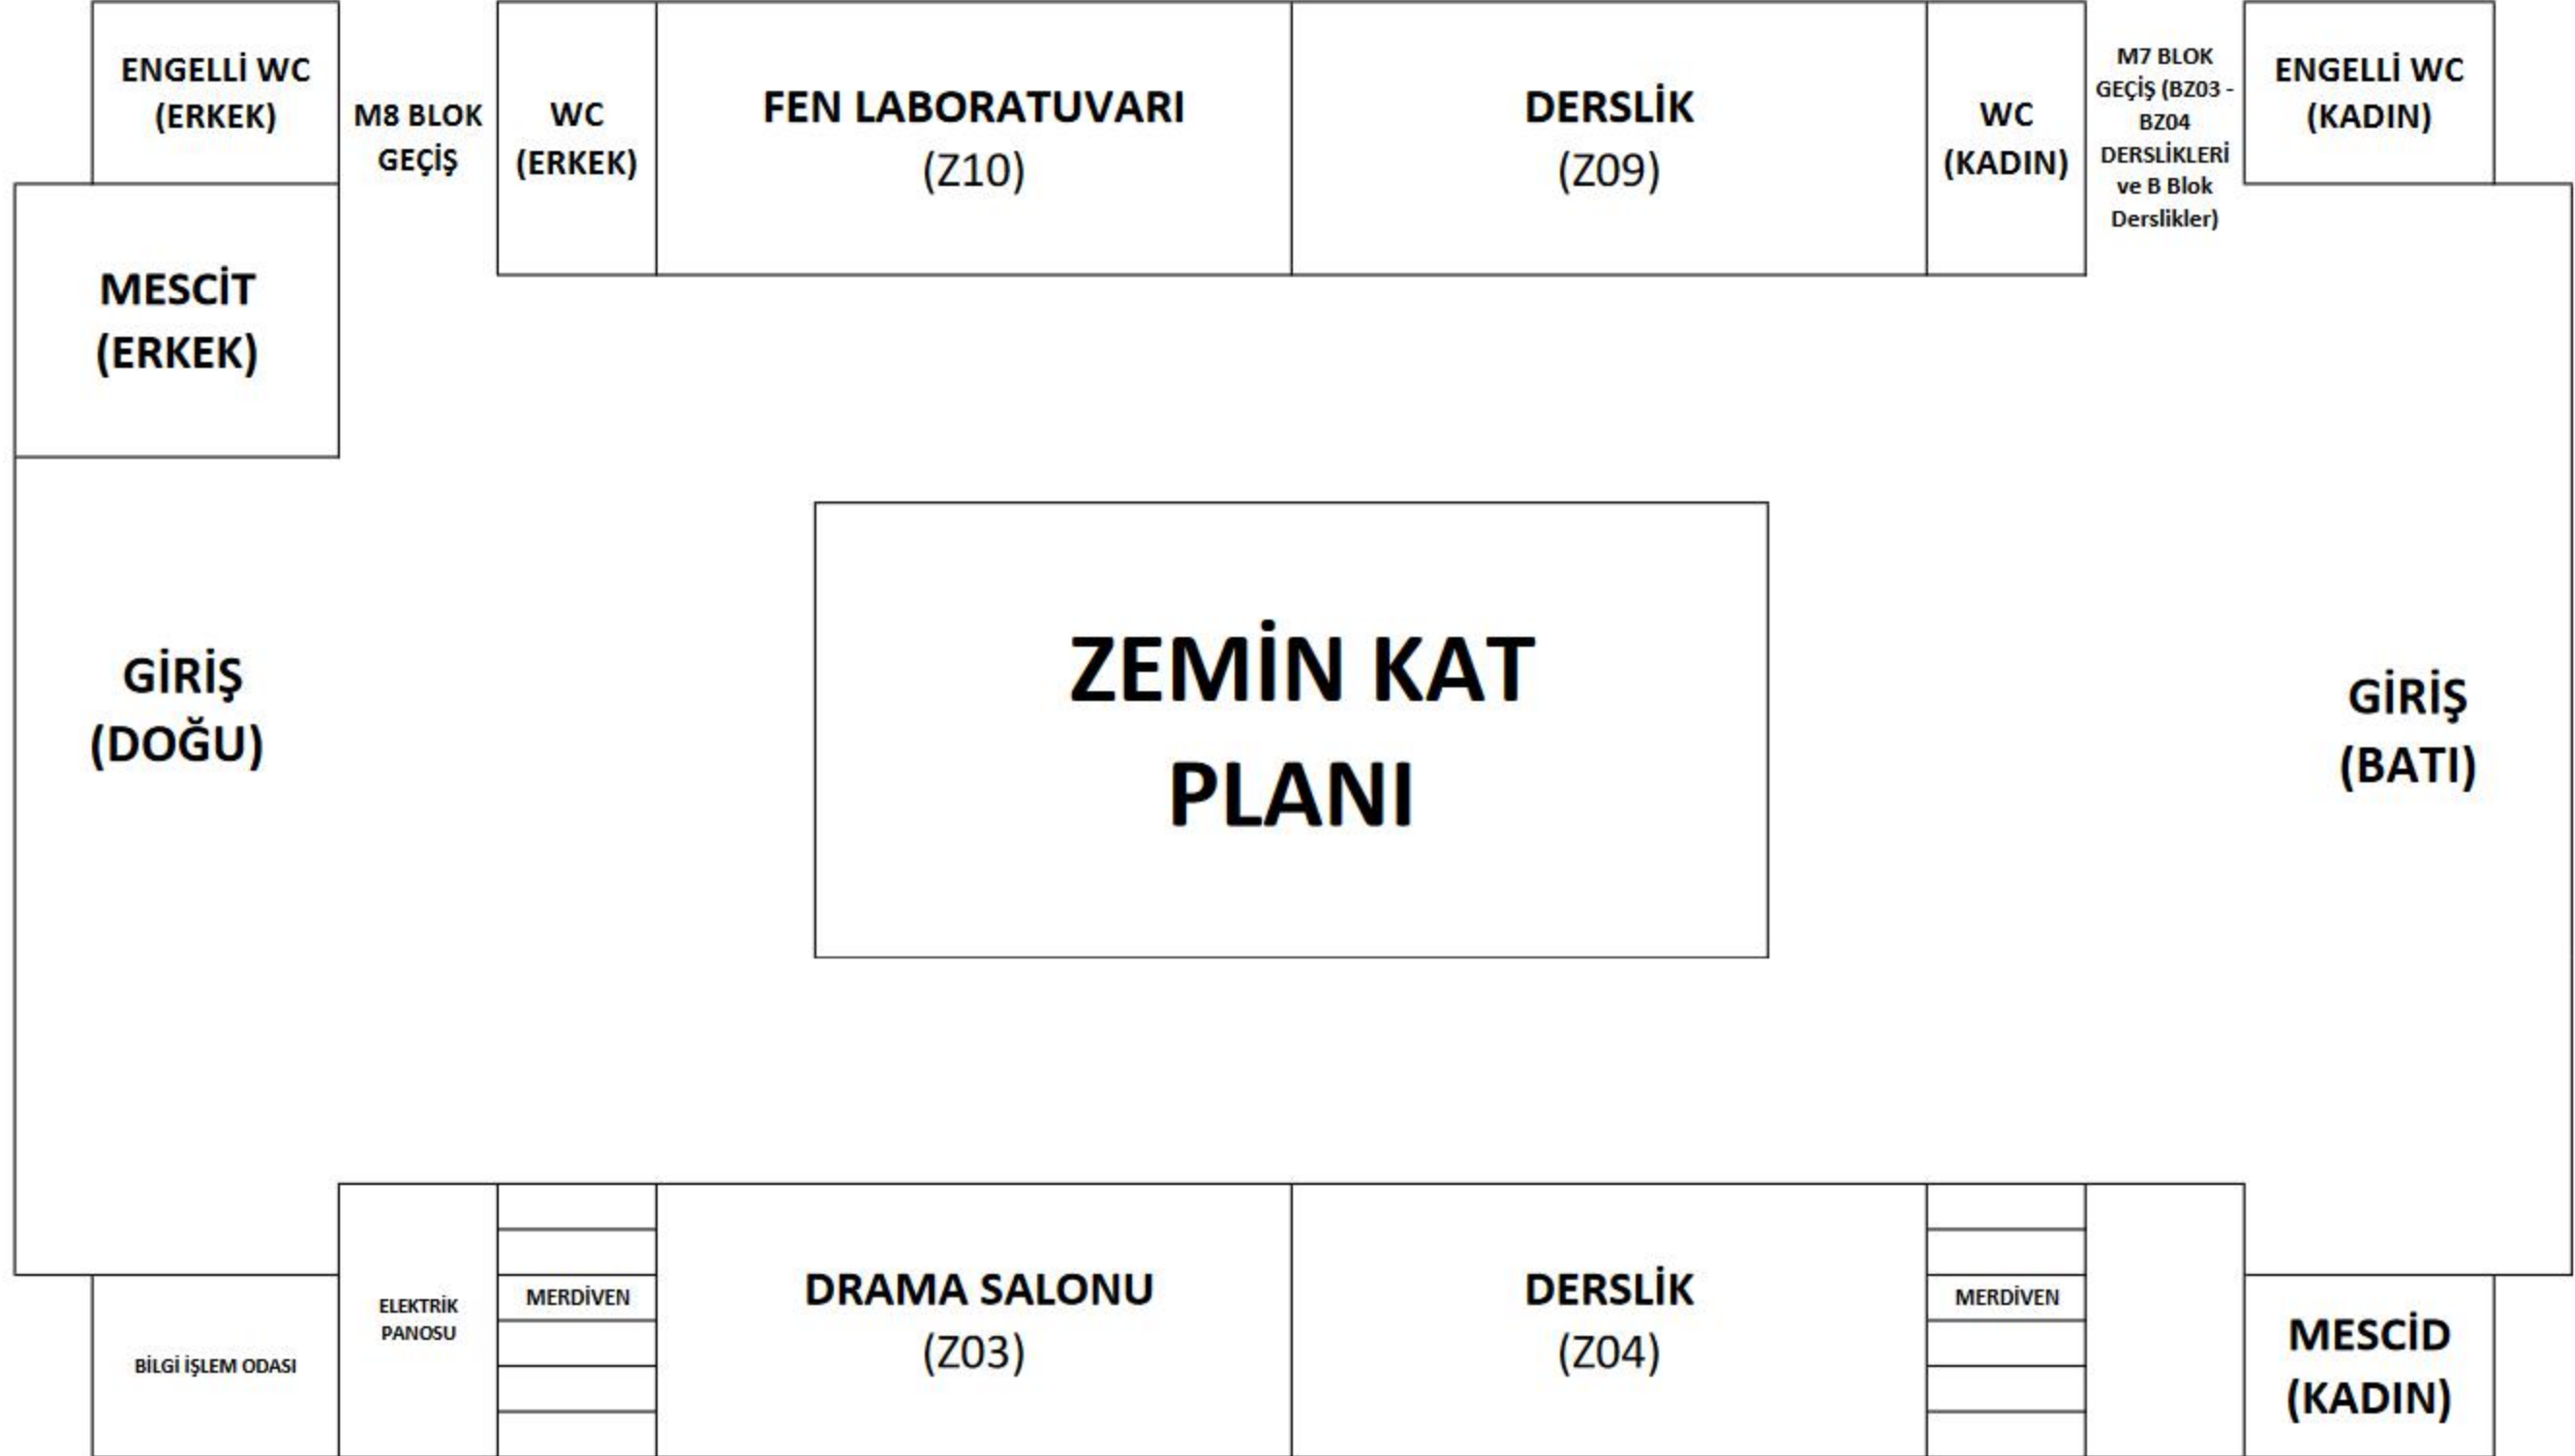 ENGELLİ WC
(ERKEK)
M8 BLOK
GEÇİŞ
WC
(ERKEK)
FEN LABORATUVARI
(Z10)
DERSLİK
(Z09)
WC
(KADIN)
M7 BLOK
GEÇİŞ (BZ03 -
BZ04
DERSLİKLERİ
ve B Blok
Derslikler)
ENGELLİ WC
(KADIN)
MESCİT
(ERKEK)
GİRİŞ
(DOĞU)
ZEMİN KAT
PLANI
GİRİŞ
(BATI)
BİLGİ İŞLEM ODASI
ELEKTRİK
PANOSU
MERDİVEN
DRAMA SALONU
(Z03)
DERSLİK
(Z04)
MERDİVEN
MESCİD
(KADIN)